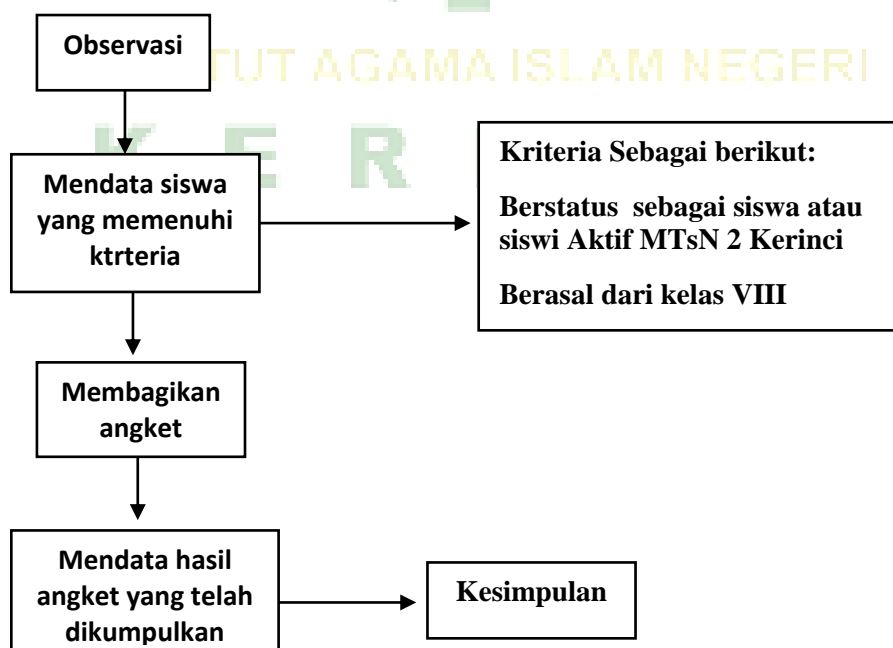 Observasi
TUT AGAMA ISLAM NEGERI
K E R
Mendata siswa
yang memenuhi
ktrteria
Kriteria Sebagai berikut:
Berstatus sebagai siswa atau
siswi Aktif MTsN 2 Kerinci
Berasal dari kelas VIII
Membagikan
angket
Mendata hasil
angket yang telah
dikumpulkan
Kesimpulan